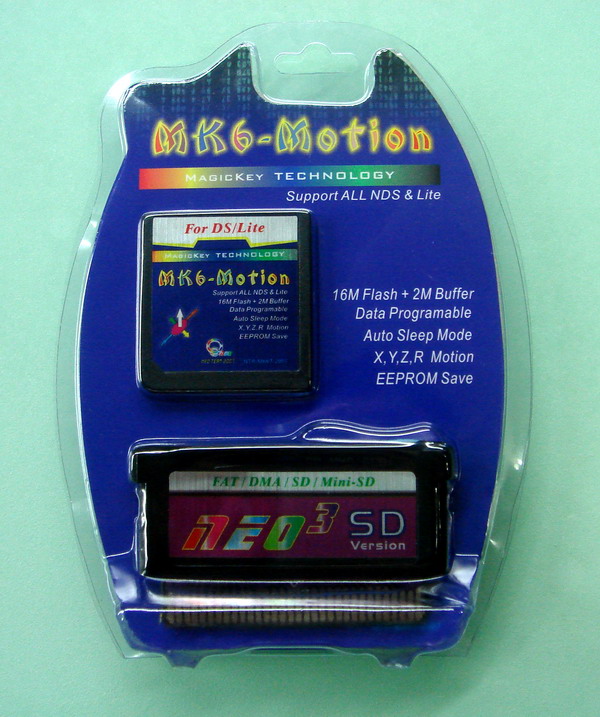 MK6-Motion
MAGICKEY TECHNOLOGY
Support ALL NDS & Lite
For DS/Lite
MAGICKEY TECHNOLOGY
MK6-Motion
Support ALL NDS & Lite
16M Flash + 2M Buffer
Data Programable
Auto Sleep Mode
X,Y,Z,R Motion
EEPROM Save
16M Flash + 2M Buffer
Data Programable
Auto Sleep Mode
X,Y,Z,R Motion
EEPROM Save
FAT / DMA / SD / Mini-SD
NEO3 SD
Version